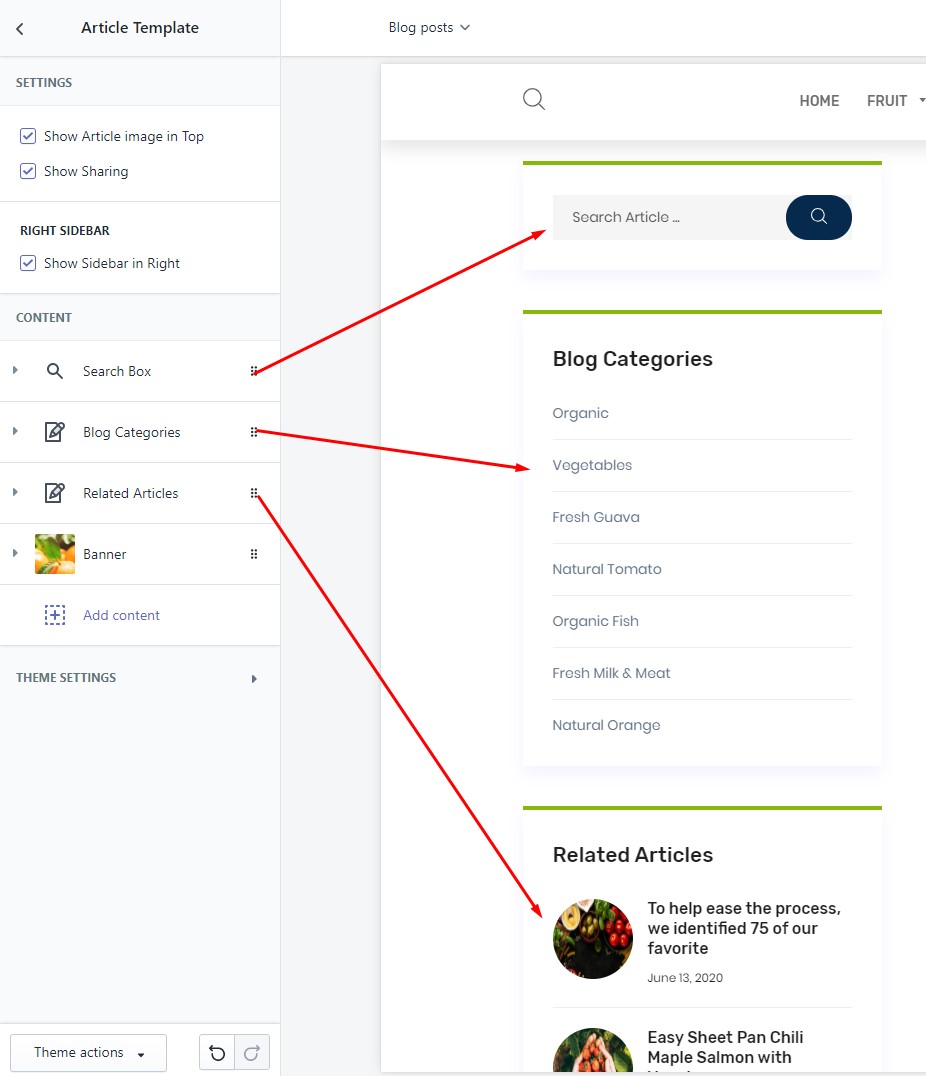 Article Template
Blog posts
SETTINGS
Show Article image in Top
Show Sharing
RIGHT SIDEBAR
Show Sidebar in Right
CONTENT
Search Box
Blog Categories
Related Articles
Banner
Add content
THEME SETTINGS
Theme actions
HOME FRUIT
Search Article ...
Blog Categories
Organic
Vegetables
Fresh Guava
Natural Tomato
Organic Fish
Fresh Milk & Meat
Natural Orange
Related Articles
To help ease the process,
we identified 75 of our
favorite
June 13, 2020
Easy Sheet Pan Chili
Maple Salmon with